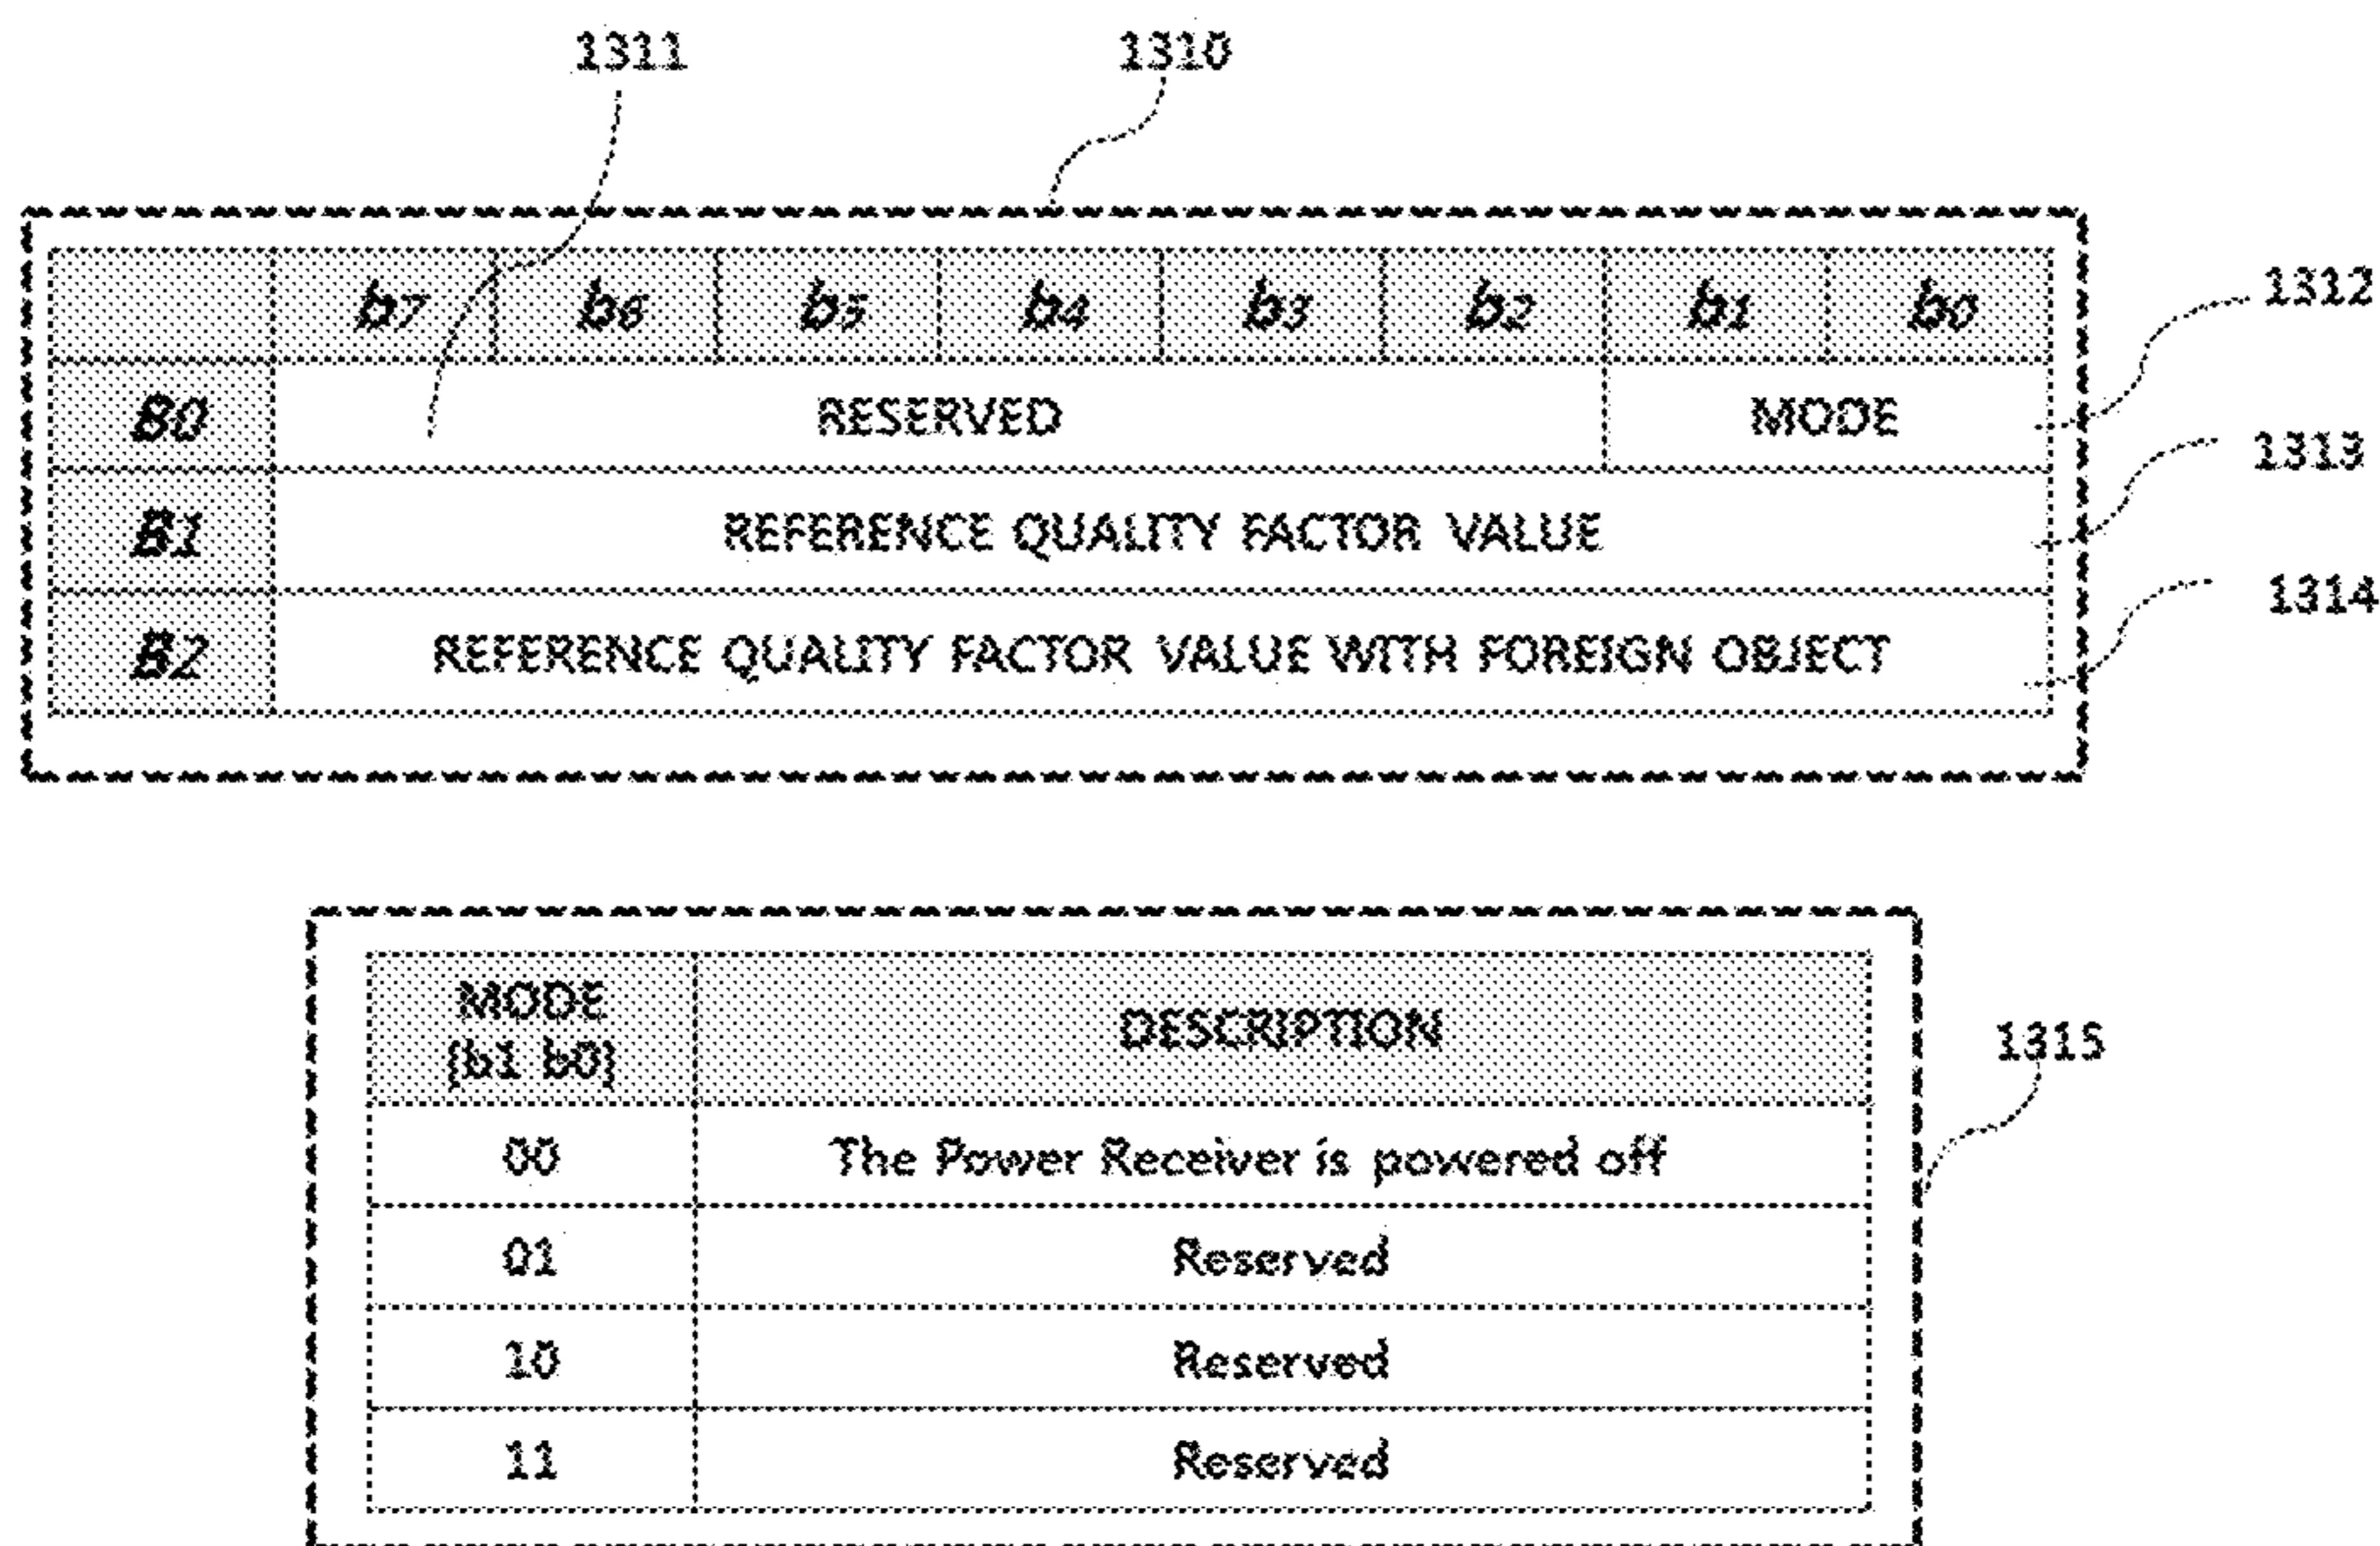 1311 1310
b7 b6 b5 b4 b3 b2 b1 b0
1312
B0 RESERVED MODE
1313
B1 REFERENCE QUALITY FACTOR VALUE
1314
B2 REFERENCE QUALITY FACTOR VALUE WITH FOREIGN OBJECT
MODE
[b1 b0]
DESCRIPTION
1315
00 The Power Receiver is powered off
01 Reserved
10 Reserved
11 Reserved